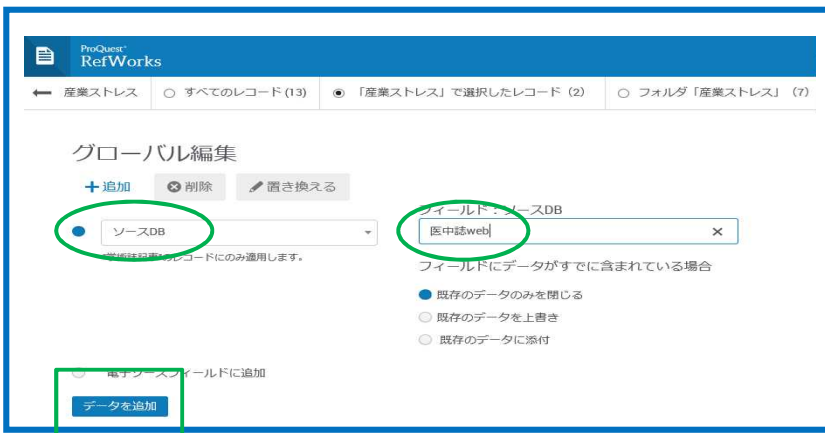 ProQuest
RefWorks
← 産業ストレス すべてのレコード (13) 「産業ストレス」で選択したレコード (2) フォルダ「産業ストレス」 (7)
グローバル編集
+追加 削除 置き換える
フィールド：ソースDB
ソースDB
医中誌web
"学術誌記事"のレコードにのみ適用します。
フィールドにデータがすでに含まれている場合
既存のデータのみを閉じる
既存のデータを上書き
既存のデータに添付
電子ソースフィールドに追加
データを追加